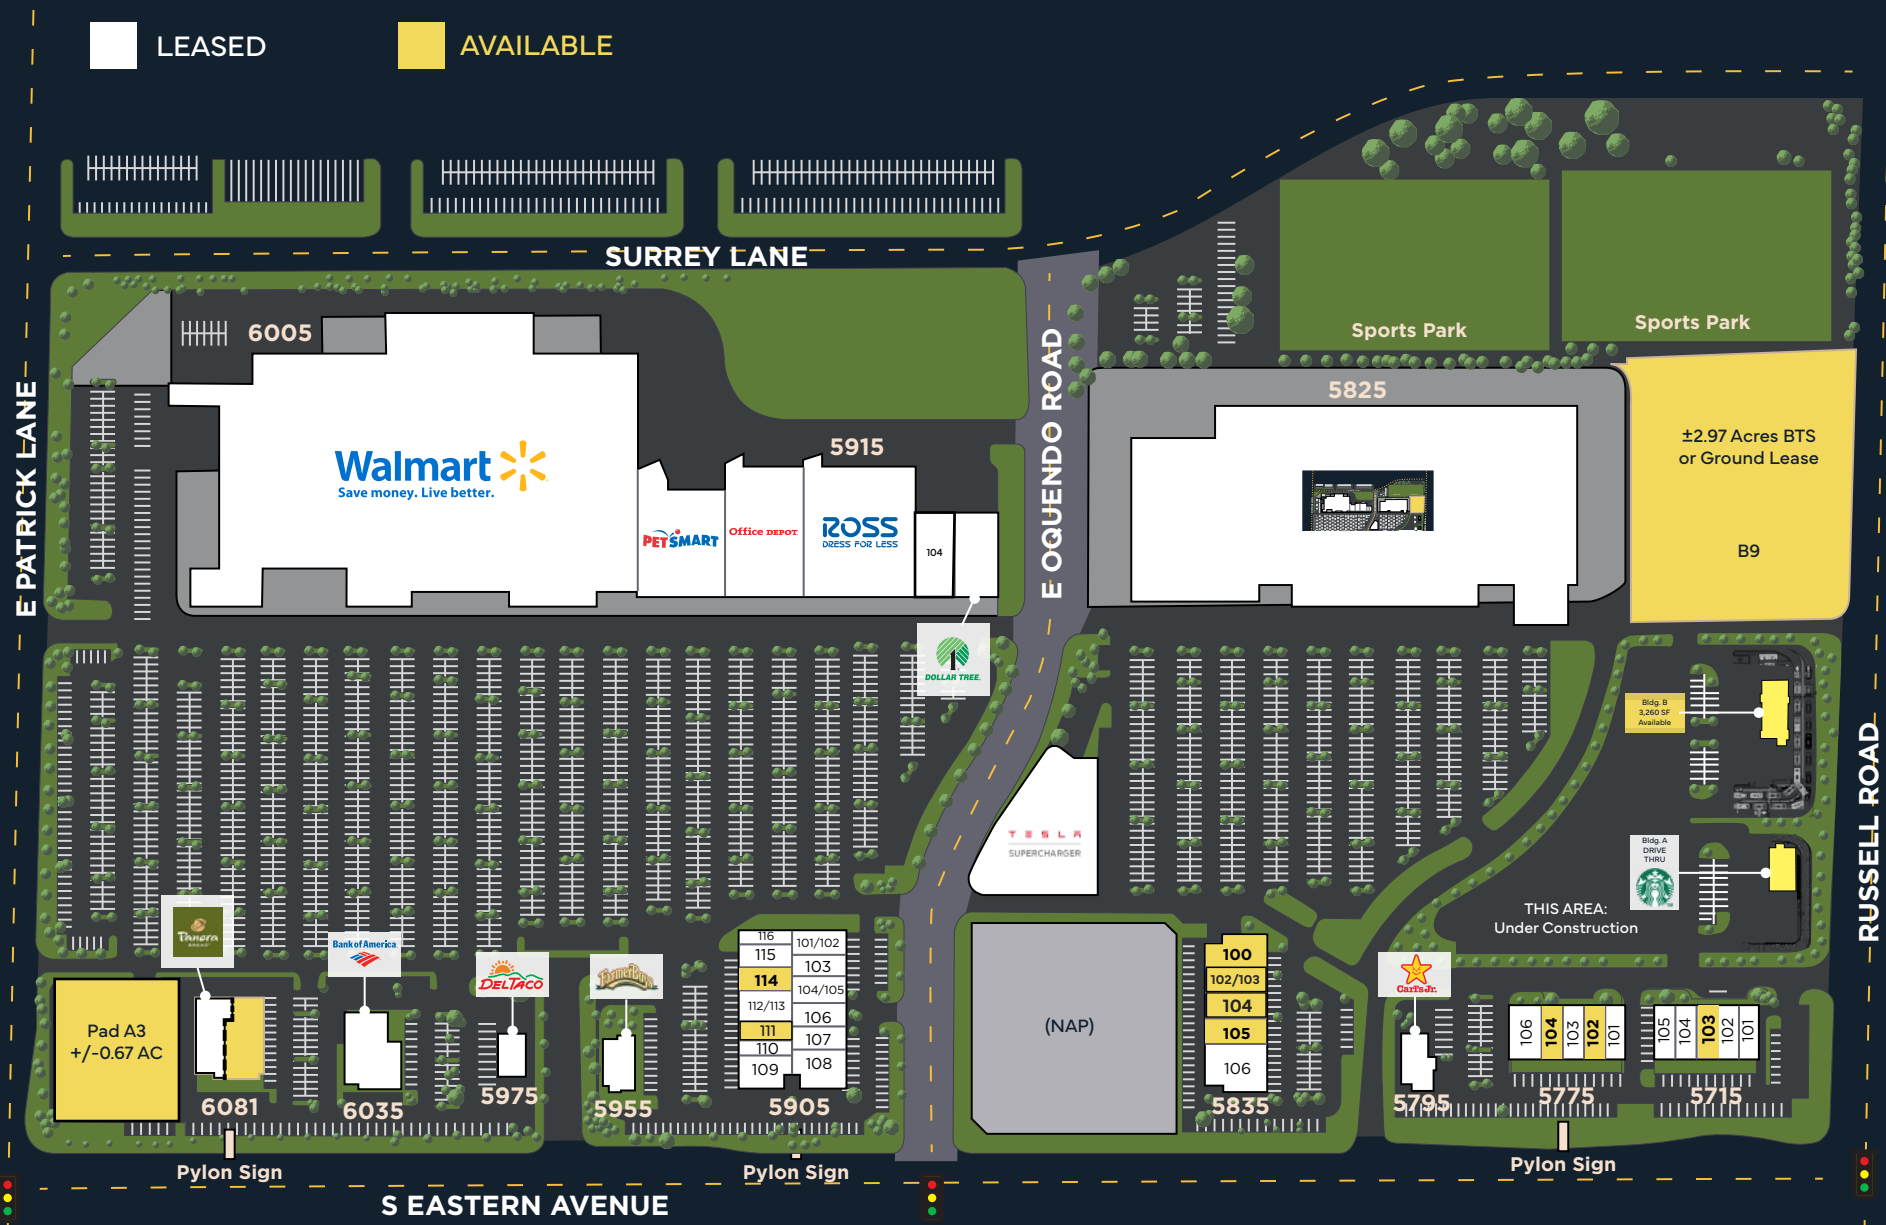 LEASED
AVAILABLE
SURREY LANE
E PATRICK LANE
E OQUENDO ROAD
RUSSELL ROAD
S EASTERN AVENUE
Sports Park
Sports Park
6005
Walmart
Save money. Live better.
5915
PETSMART
Office DEPOT
ROSS
DRESS FOR LESS
104
DOLLAR TREE
5825
±2.97 Acres BTS
or Ground Lease
B9
Bldg. B
3,260 SF
Available
Bldg. A
DRIVE
THRU
THIS AREA:
Under Construction
TESLA
SUPERCHARGER
(NAP)
Pad A3
+/-0.67 AC
Panera
BREAD
6081
Bank of America
6035
DEL TACO
5975
Farmer Boys
5955
116
115
114
112/113
111
110
109
101/102
103
104/105
106
107
108
5905
100
102/103
104
105
106
5835
Carl's Jr.
5795
106
104
103
102
101
5775
105
104
103
102
101
5715
Pylon Sign
Pylon Sign
Pylon Sign